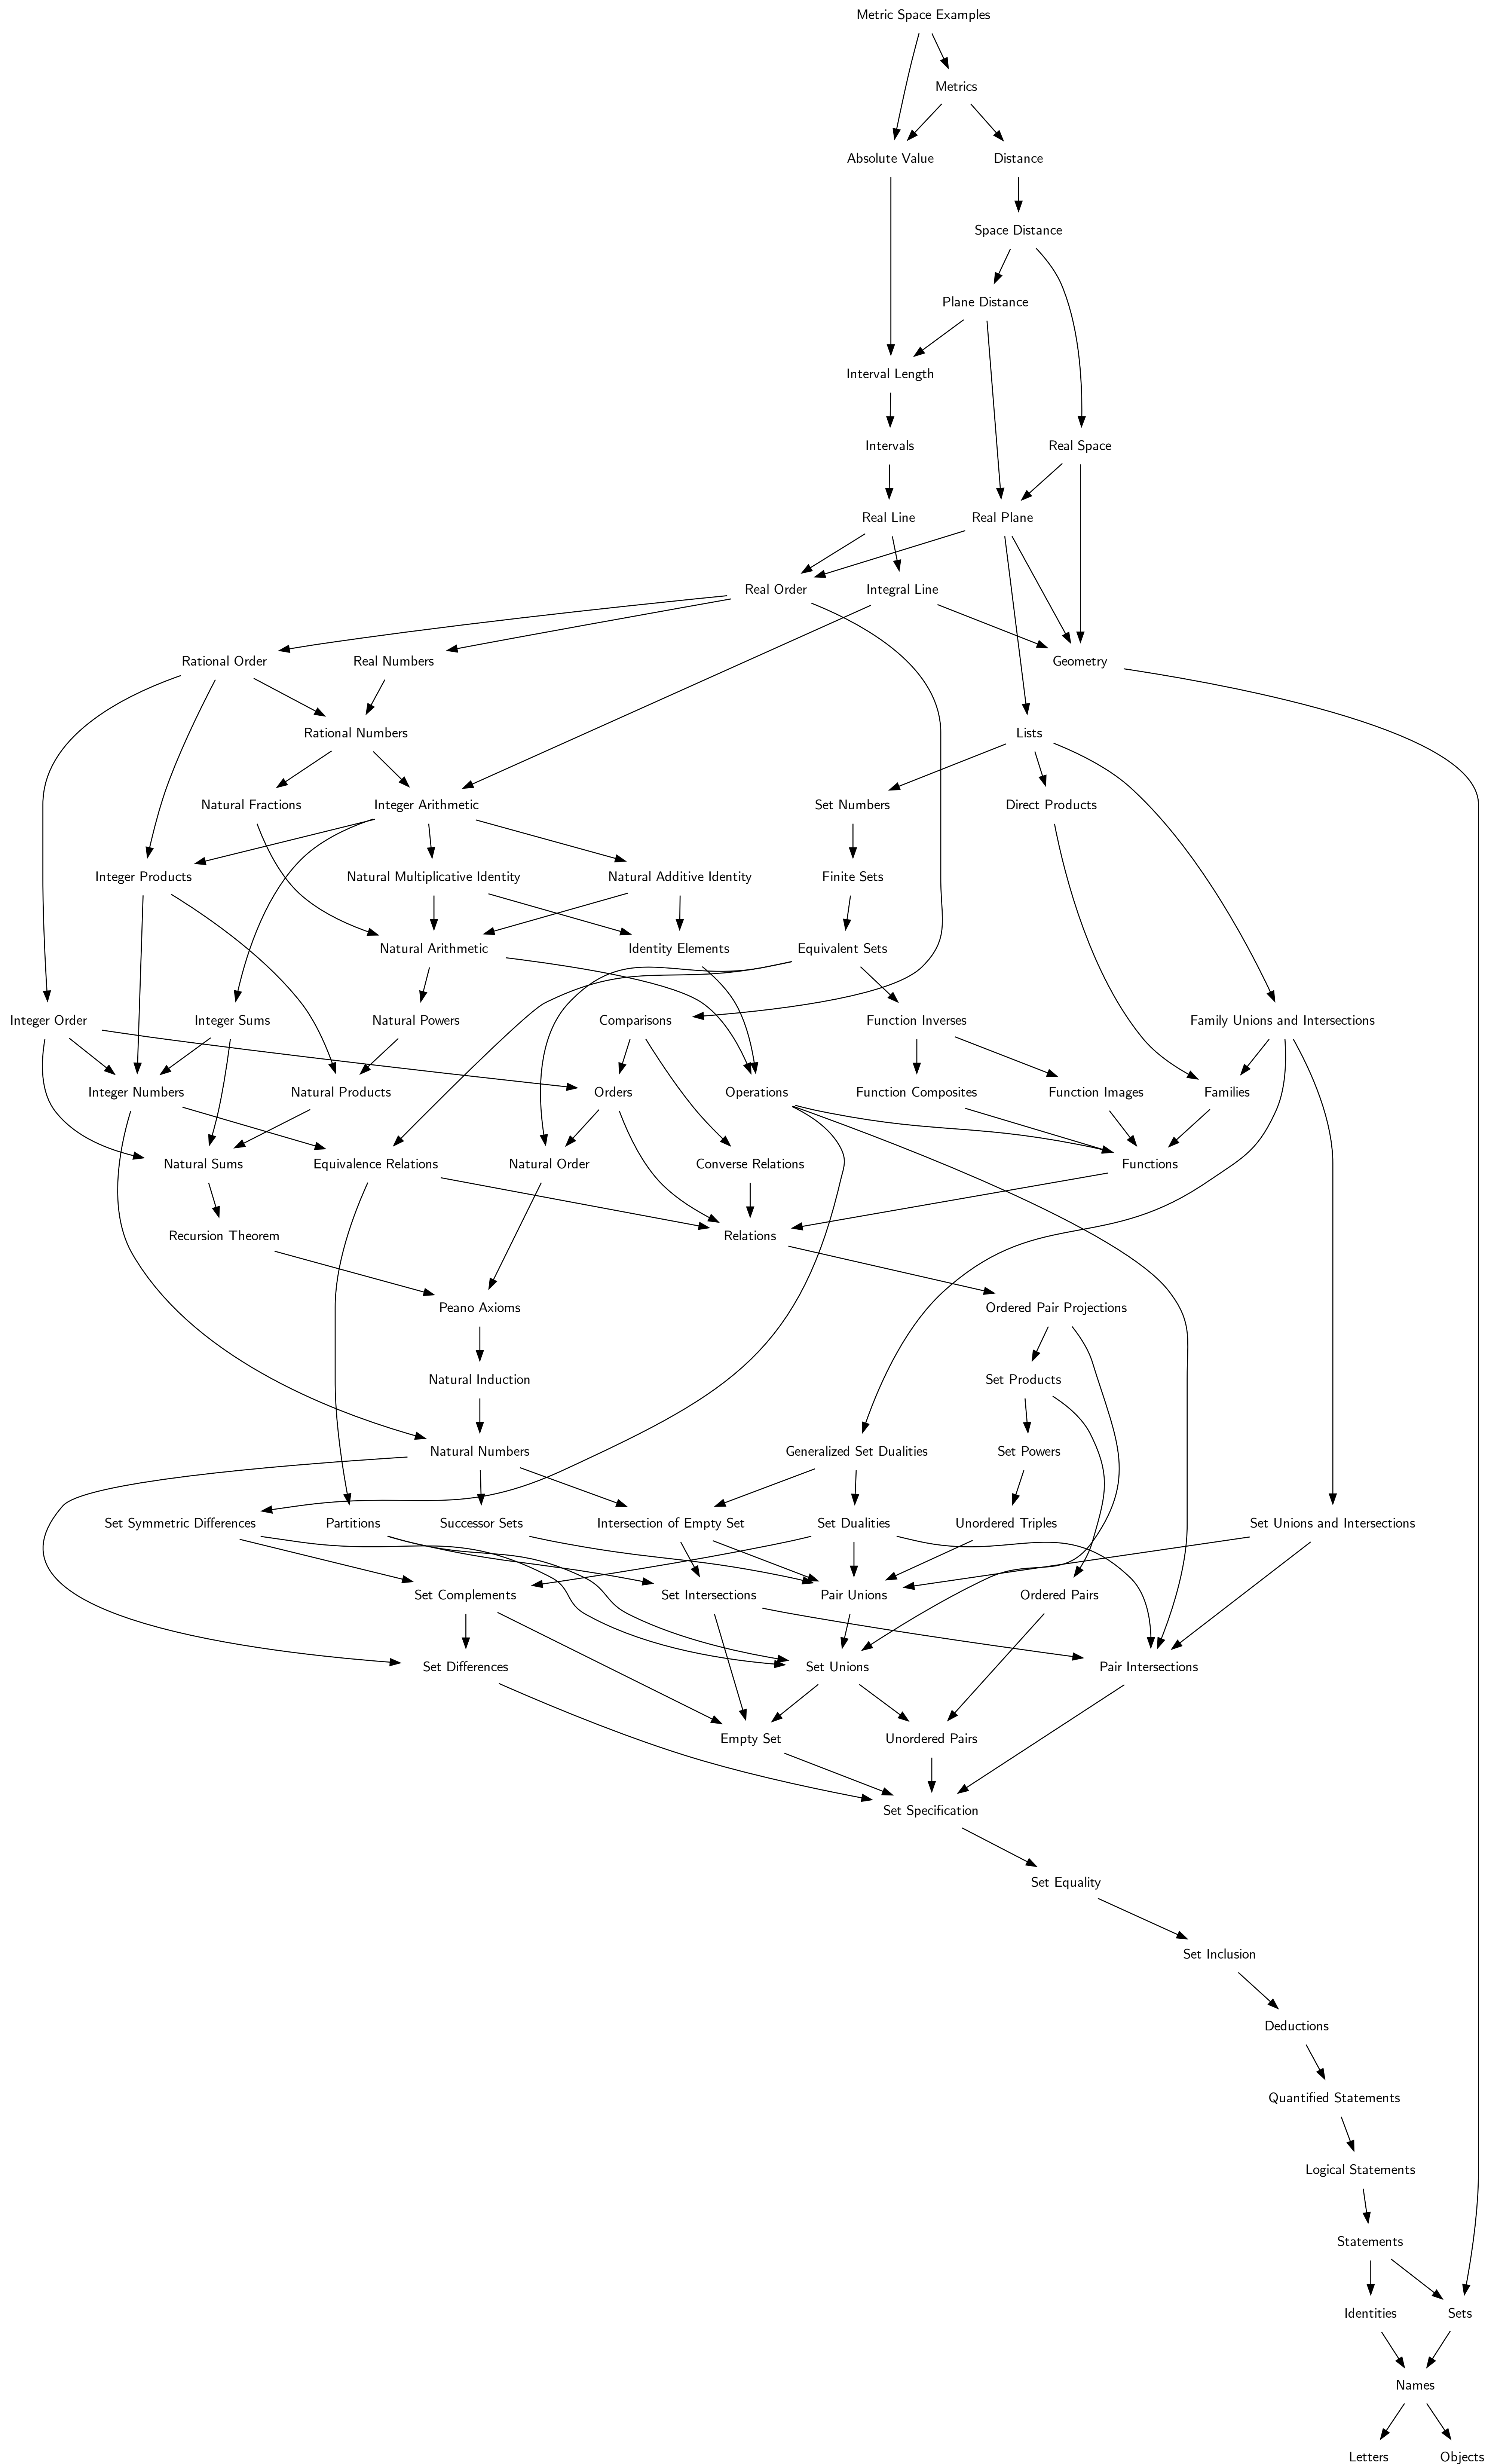 Metric Space Examples
Metrics
Absolute Value
Distance
Space Distance
Plane Distance
Interval Length
Intervals
Real Space
Real Line
Real Plane
Real Order
Integral Line
Rational Order
Real Numbers
Geometry
Rational Numbers
Lists
Natural Fractions
Integer Arithmetic
Set Numbers
Direct Products
Integer Products
Natural Multiplicative Identity
Natural Additive Identity
Finite Sets
Natural Arithmetic
Identity Elements
Equivalent Sets
Integer Order
Integer Sums
Natural Powers
Comparisons
Function Inverses
Family Unions and Intersections
Integer Numbers
Natural Products
Orders
Operations
Function Composites
Function Images
Families
Natural Sums
Equivalence Relations
Natural Order
Converse Relations
Functions
Recursion Theorem
Relations
Peano Axioms
Ordered Pair Projections
Natural Induction
Set Products
Natural Numbers
Generalized Set Dualities
Set Powers
Set Symmetric Differences
Partitions
Successor Sets
Intersection of Empty Set
Set Dualities
Unordered Triples
Set Unions and Intersections
Set Complements
Set Intersections
Pair Unions
Ordered Pairs
Set Differences
Set Unions
Pair Intersections
Empty Set
Unordered Pairs
Set Specification
Set Equality
Set Inclusion
Deductions
Quantified Statements
Logical Statements
Statements
Identities
Sets
Names
Letters
Objects